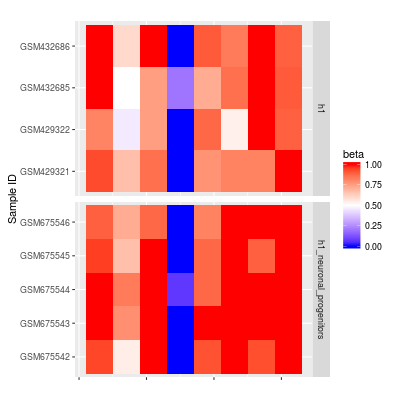 GSM432686
GSM432685
GSM429322
GSM429321
GSM675546
GSM675545
GSM675544
GSM675543
GSM675542
Sample ID
h1
h1_neuronal_progenitors
beta
1.00
0.75
0.50
0.25
0.00